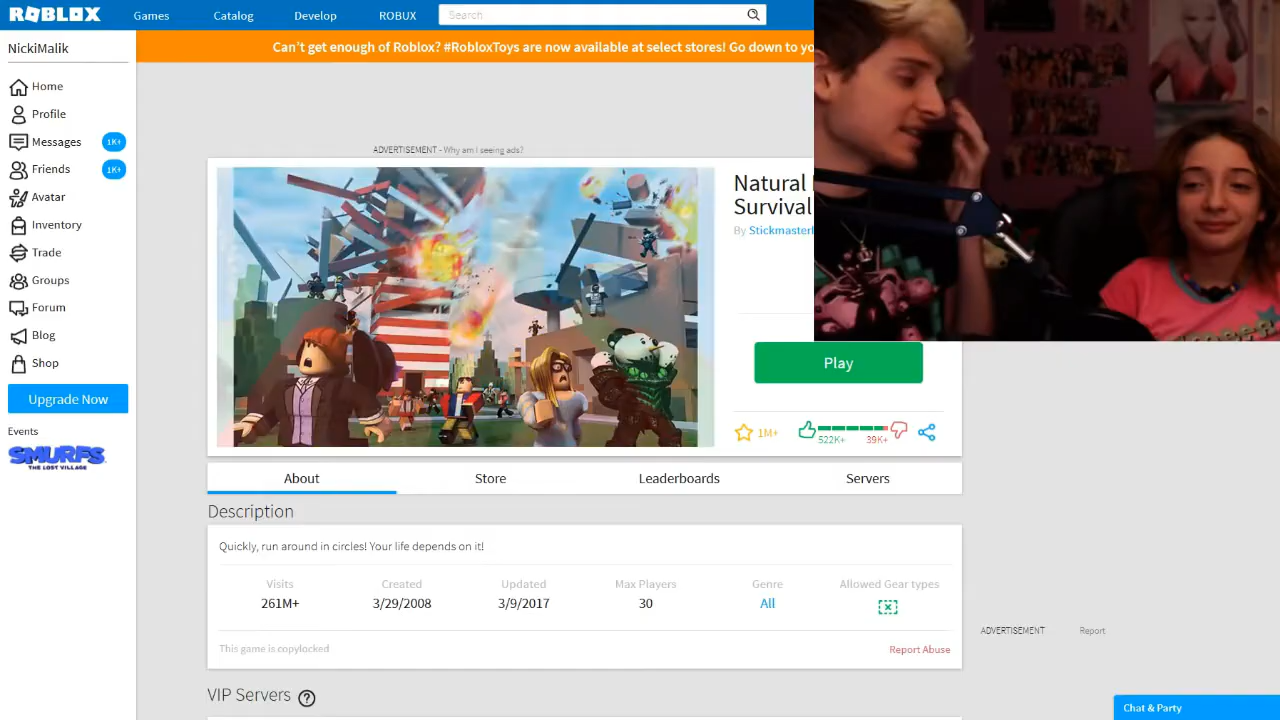 ROBLOX Games Catalog Develop ROBUX Search
NickiMalik
Can't get enough of Roblox? #RobloxToys are now available at select stores! Go down to yo
Home
Profile
Messages 1K+
Friends 1K+
Avatar
Inventory
Trade
Groups
Forum
Blog
Shop
Upgrade Now
Events
SMURFS
THE LOST VILLAGE
ADVERTISEMENT - Why am I seeing ads?
Natural
Survival
By Stickmaster
Play
1M+ 522K+ 39K+
About Store Leaderboards Servers
Description
Quickly, run around in circles! Your life depends on it!
Visits Created Updated Max Players Genre Allowed Gear types
261M+ 3/29/2008 3/9/2017 30 All
This game is copylocked Report Abuse
ADVERTISEMENT Report
VIP Servers ?
Chat & Party